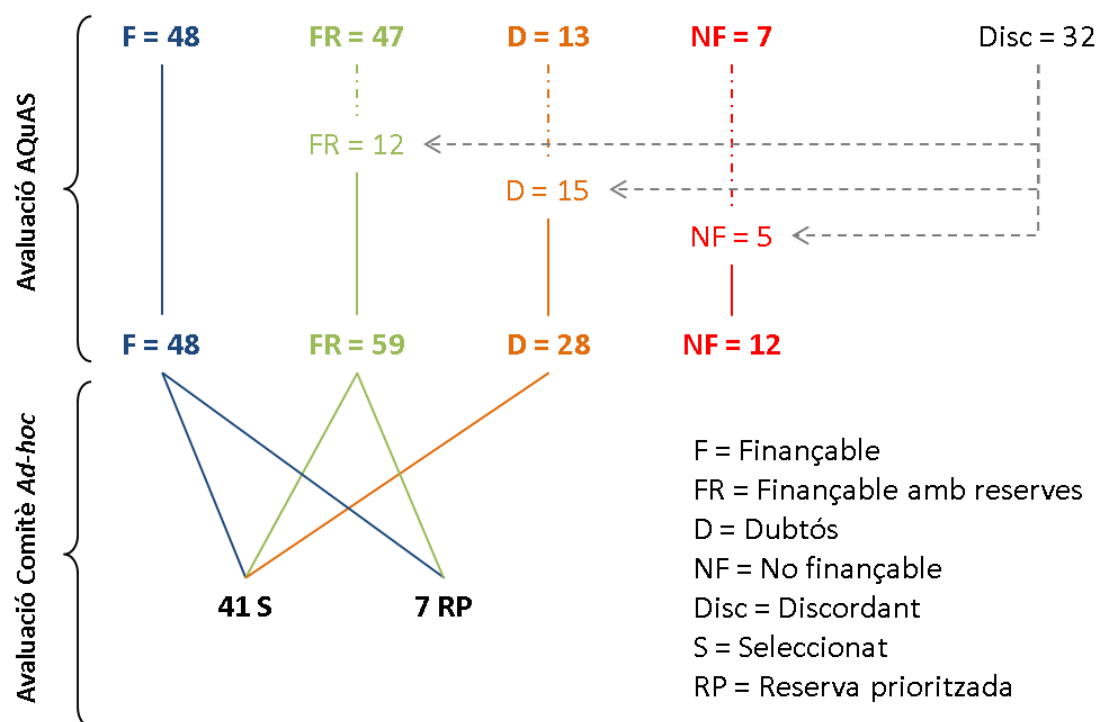 F = 48
FR = 47
D = 13
NF = 7
Disc = 32
Avaluació AQuAS
FR = 12
D = 15
NF = 5
F = 48
FR = 59
D = 28
NF = 12
Avaluació Comitè Ad-hoc
41 S
7 RP
F = Finançable
FR = Finançable amb reserves
D = Dubtós
NF = No finançable
Disc = Discordant
S = Seleccionat
RP = Reserva prioritzada